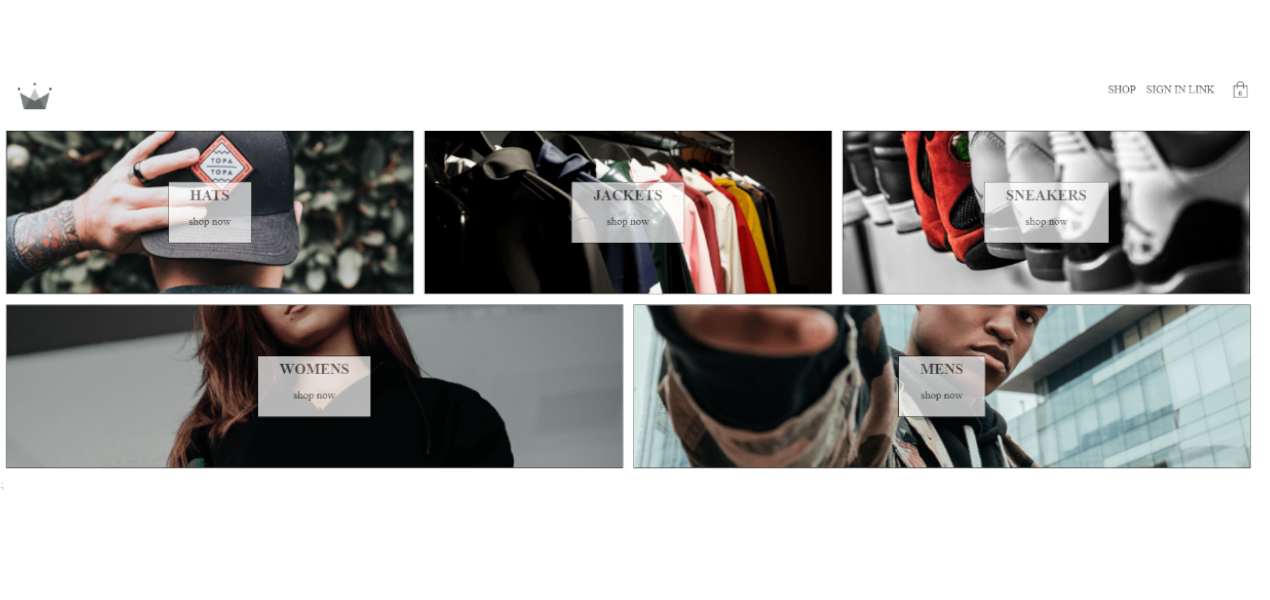 SHOP SIGN IN LINK
0
TOPA
TOPA
HATS
shop now
JACKETS
shop now
SNEAKERS
shop now
WOMENS
shop now
MENS
shop now
;